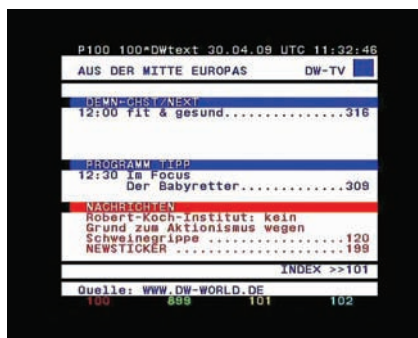 P100 100*DWtext 30.04.09 UTC 11:32:46
AUS DER MITTE EUROPAS DW-TV
DEMN-CHST/NEXT
12:00 fit & gesund..............316
PROGRAMM TIPP
12:30 Im Focus
Der Babyretter.............309
NACHRICHTEN
Robert-Koch-Institut: kein
Grund zum Aktionismus wegen
Schweinegrippe .................120
NEWSTICKER .....................199
INDEX >>101
Quelle: WWW.DW-WORLD.DE
100 899 101 102